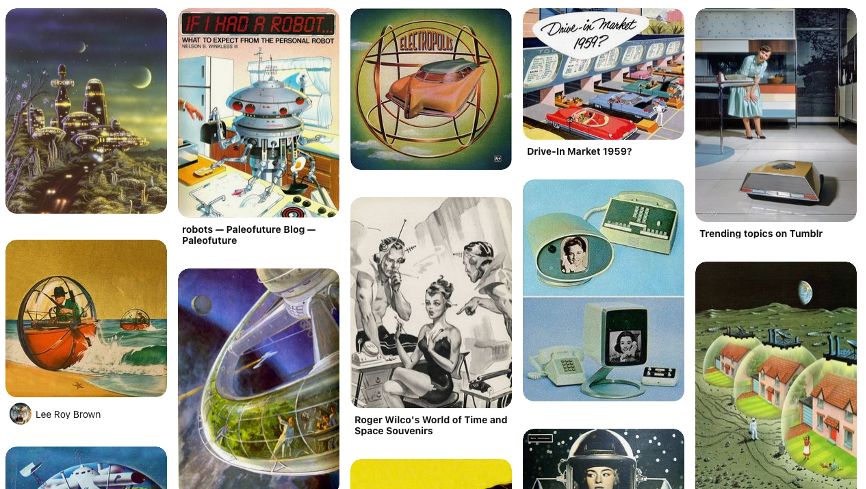 IF I HAD A ROBOT...
WHAT TO EXPECT FROM THE PERSONAL ROBOT
NELSON B. WINKLESS III
robots — Paleofuture Blog —
Paleofuture
ELECTROPOLIS
Drive-in Market
1959?
Drive-In Market 1959?
Trending topics on Tumblr
Lee Roy Brown
Roger Wilco's World of Time and
Space Souvenirs